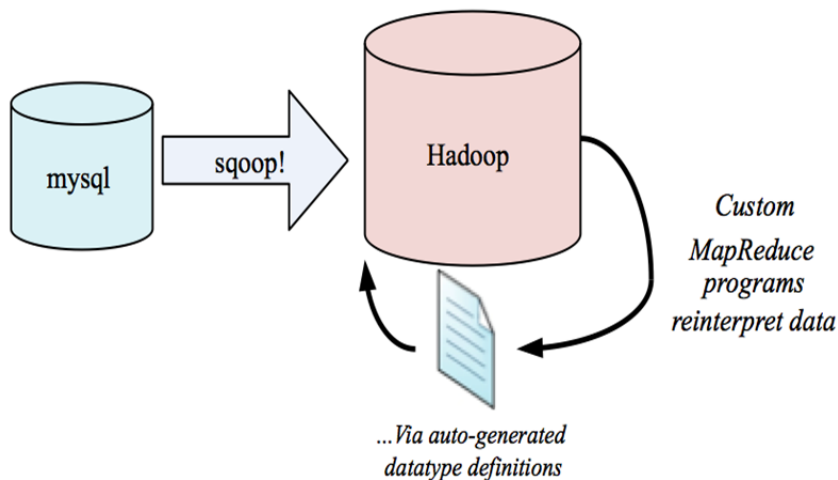 mysql
sqoop!
Hadoop
Custom
MapReduce
programs
reinterpret data
...Via auto-generated
datatype definitions